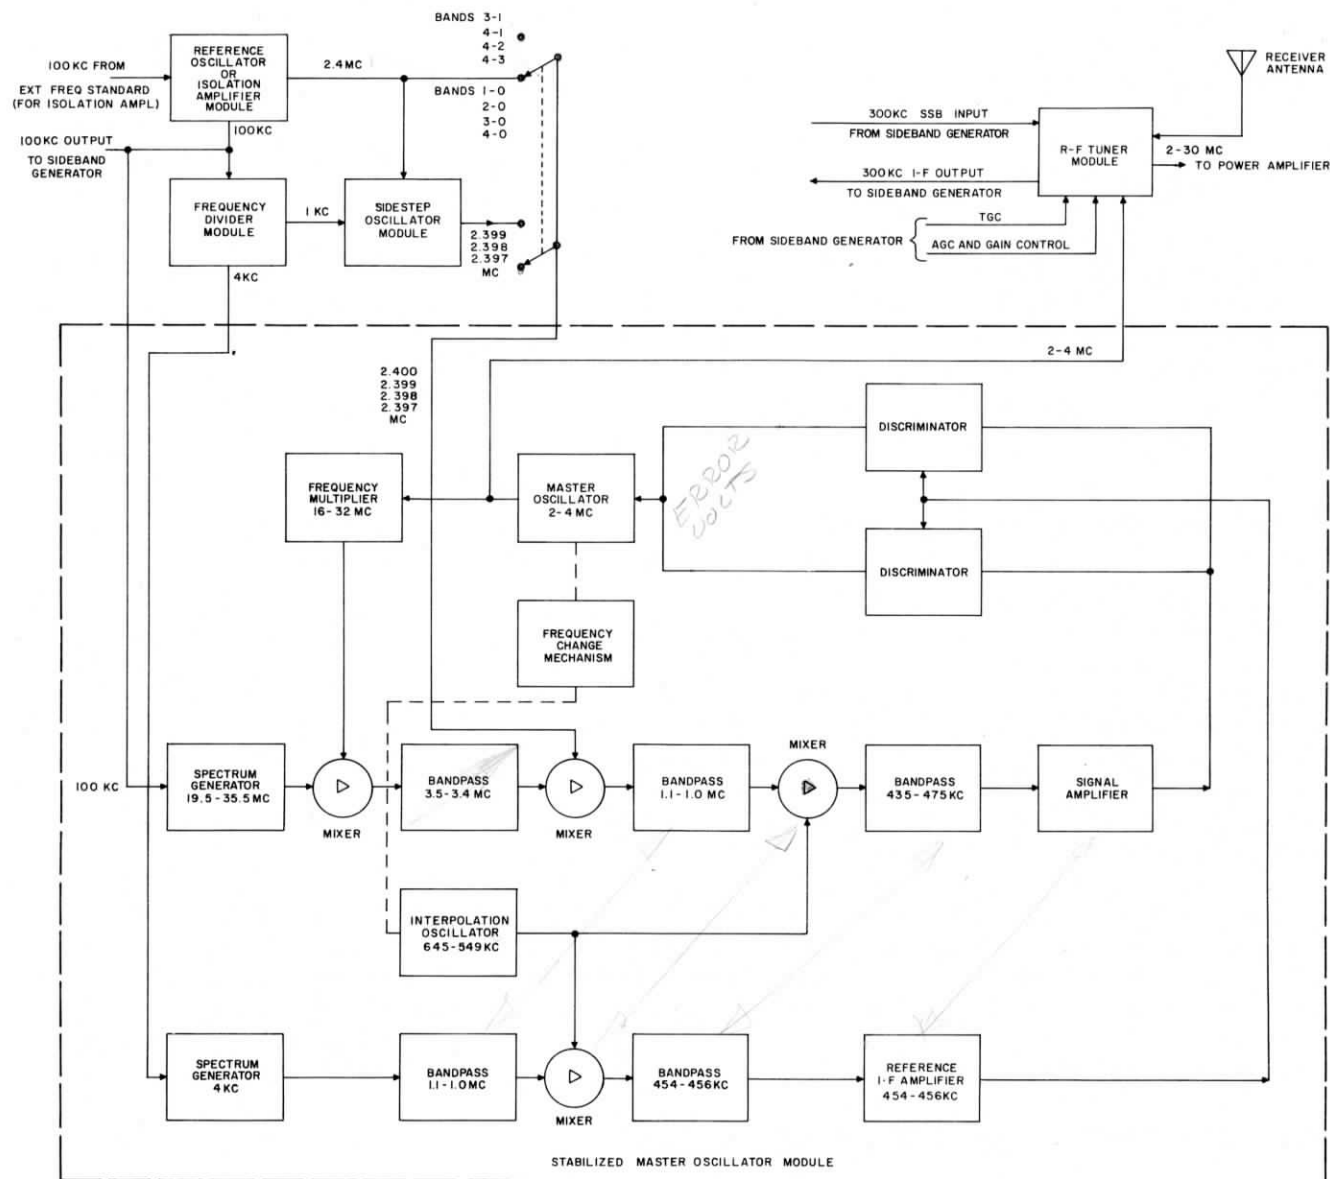 BANDS 3-1
4-1
4-2
4-3
100KC FROM
EXT FREQ STANDARD
(FOR ISOLATION AMPL)
REFERENCE
OSCILLATOR
OR
ISOLATION
AMPLIFIER
MODULE
2.4MC
BANDS 1-0
2-0
3-0
4-0
100KC
100KC OUTPUT
TO SIDEBAND
GENERATOR
FREQUENCY
DIVIDER
MODULE
1 KC
SIDESTEP
OSCILLATOR
MODULE
2.399
2.398
2.397
MC
4KC
RECEIVER
ANTENNA
300KC SSB INPUT
FROM SIDEBAND GENERATOR
R-F TUNER
MODULE
2-30 MC
TO POWER AMPLIFIER
300KC I-F OUTPUT
TO SIDEBAND GENERATOR
TGC
FROM SIDEBAND GENERATOR
AGC AND GAIN CONTROL
2-4 MC
2.400
2.399
2.398
2.397
MC
FREQUENCY
MULTIPLIER
16-32 MC
MASTER
OSCILLATOR
2-4 MC
ERROR
VOLTS
DISCRIMINATOR
DISCRIMINATOR
FREQUENCY
CHANGE
MECHANISM
100 KC
SPECTRUM
GENERATOR
19.5-35.5MC
MIXER
BANDPASS
3.5-3.4 MC
MIXER
BANDPASS
1.1-1.0 MC
MIXER
BANDPASS
435-475KC
SIGNAL
AMPLIFIER
INTERPOLATION
OSCILLATOR
645-549KC
SPECTRUM
GENERATOR
4KC
BANDPASS
1.1-1.0MC
MIXER
BANDPASS
454-456KC
REFERENCE
I-F AMPLIFIER
454-456KC
STABILIZED MASTER OSCILLATOR MODULE